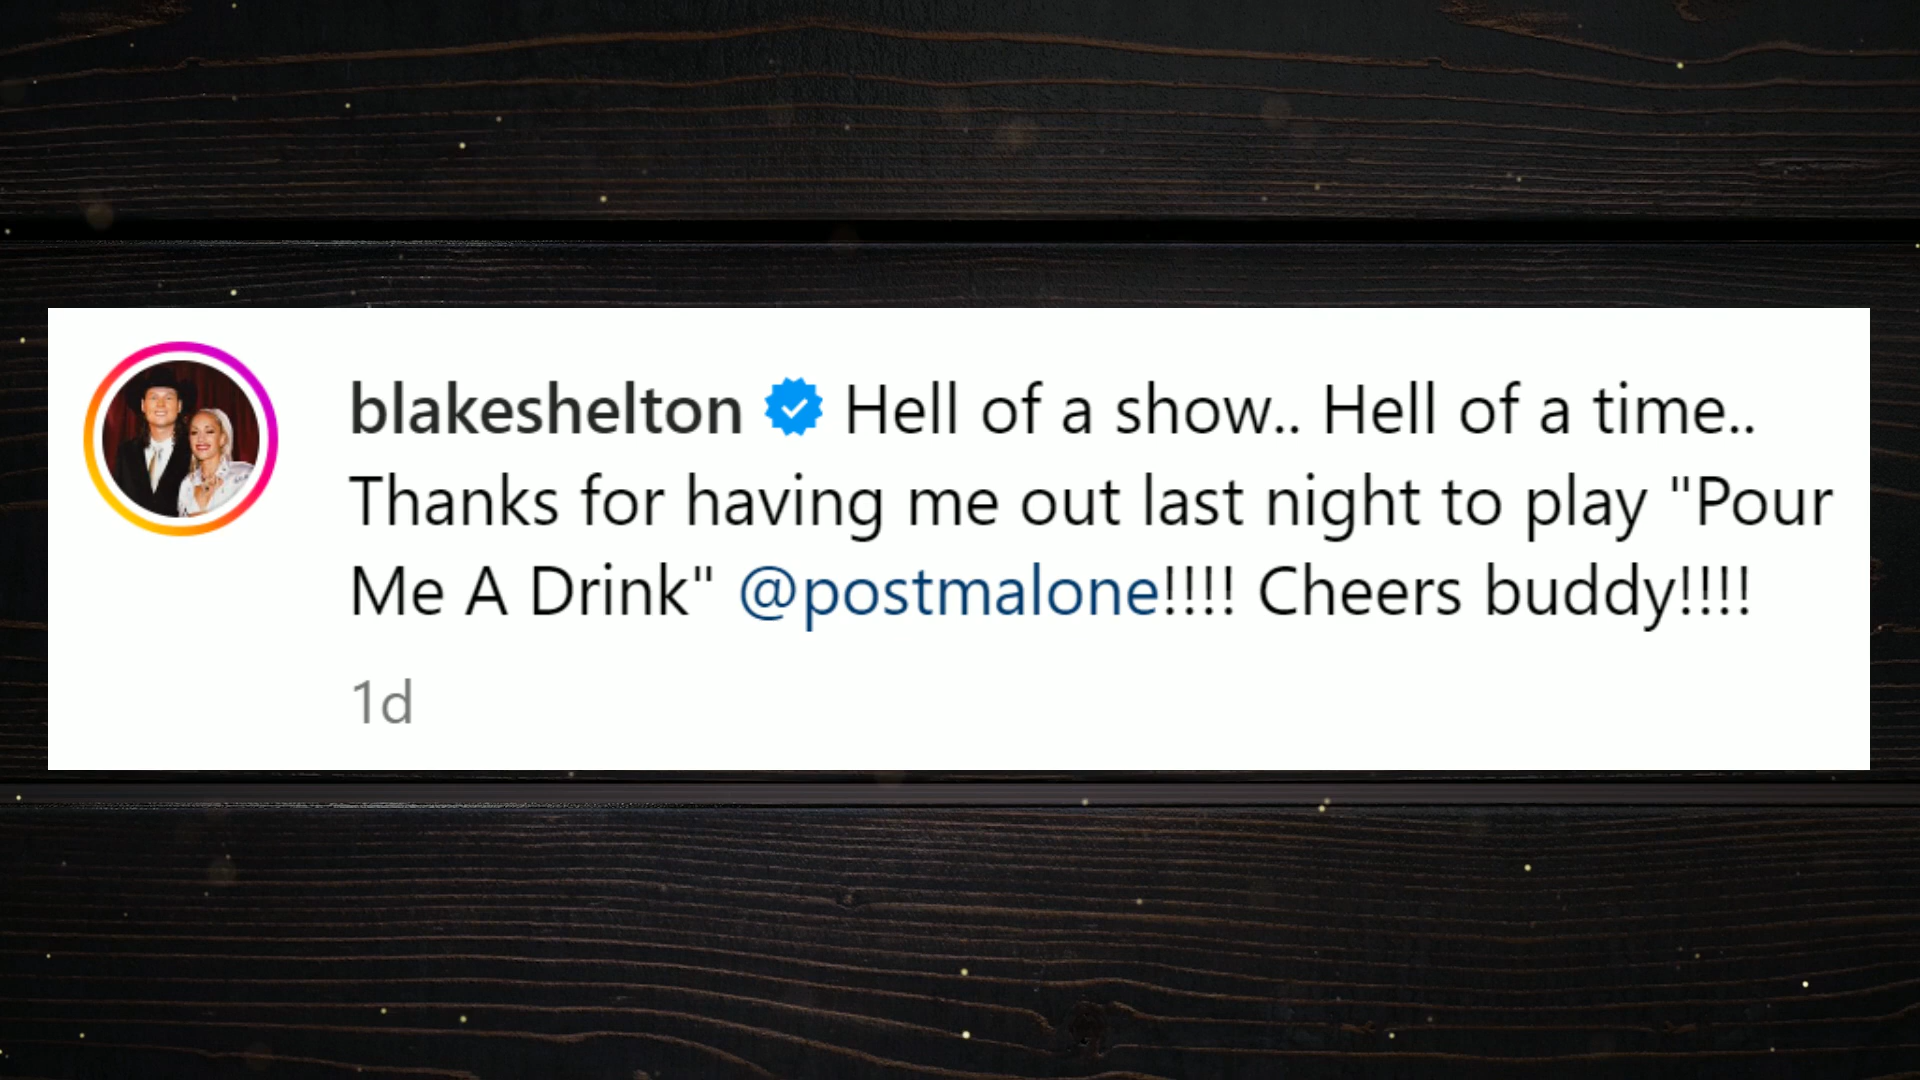 blakeshelton Hell of a show.. Hell of a time..
Thanks for having me out last night to play "Pour
Me A Drink" @postmalone!!!! Cheers buddy!!!!
1d